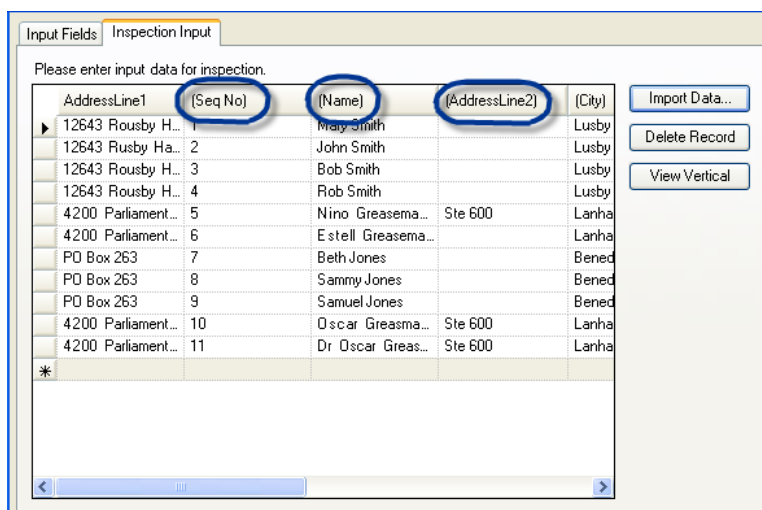 Input Fields Inspection Input
Please enter input data for inspection.
AddressLine1 (Seq No) (Name) (AddressLine2) (City) Import Data...
12643 Rousby H... 1 Mary Smith Lusby
12643 Rusby Ha... 2 John Smith Lusby Delete Record
12643 Rousby H... 3 Bob Smith Lusby View Vertical
12643 Rousby H... 4 Rob Smith Lusby
4200 Parliament... 5 Nino Greasema... Ste 600 Lanha
4200 Parliament... 6 Estell Greasema... Lanha
PO Box 263 7 Beth Jones Bened
PO Box 263 8 Sammy Jones Bened
PO Box 263 9 Samuel Jones Bened
4200 Parliament... 10 Oscar Greasma... Ste 600 Lanha
4200 Parliament... 11 Dr Oscar Greas... Ste 600 Lanha